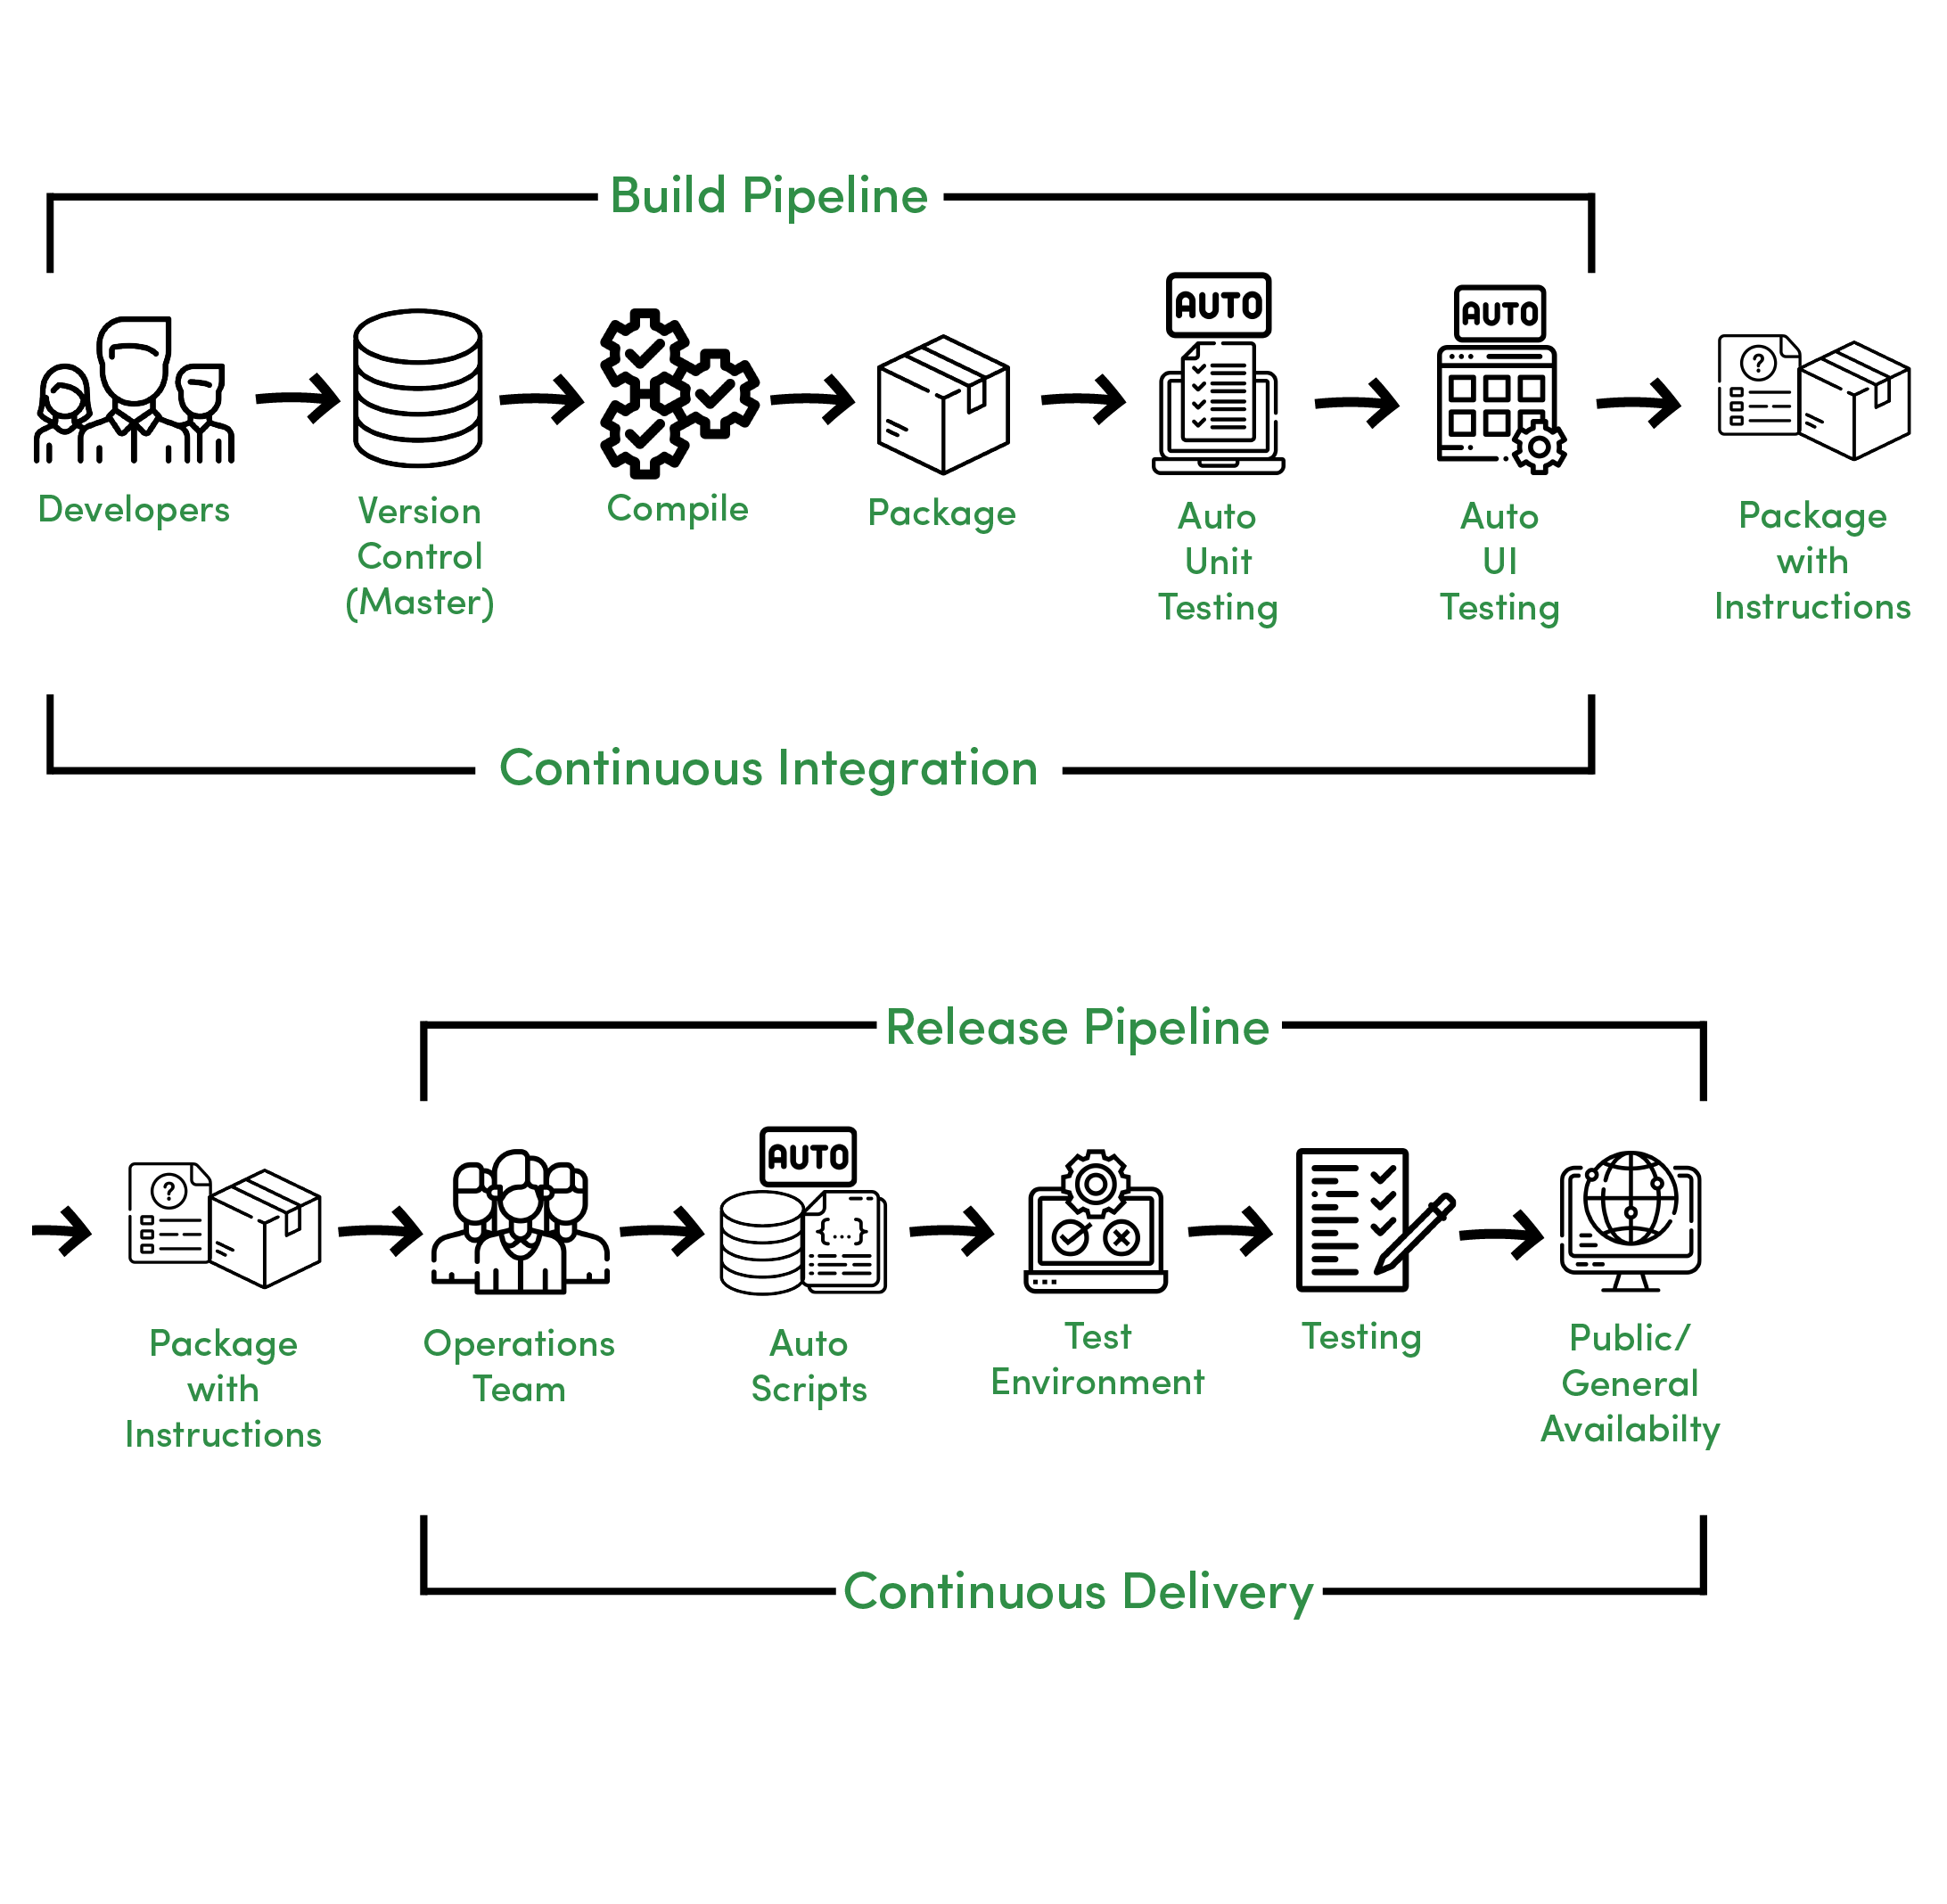 Build Pipeline
AUTO
AUTO
?
Developers
Version
Control
(Master)
Compile
Package
Auto
Unit
Testing
Auto
UI
Testing
Package
with
Instructions
Continuous Integration
Release Pipeline
?
AUTO
{...}
Package
with
Instructions
Operations
Team
Auto
Scripts
Test
Environment
Testing
Public/
General
Availabilty
Continuous Delivery